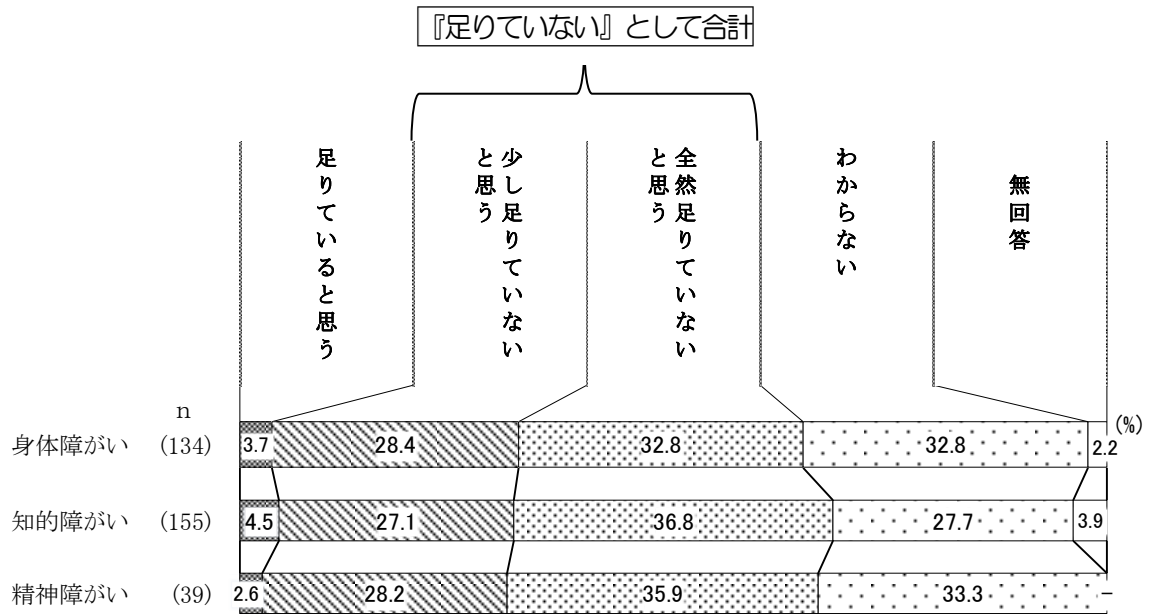 『足りていない』として合計
足りていると思う
少し足りていない
と思う
全然足りていない
と思う
わからない
無回答
n
(%)
身体障がい (134) 3.7 28.4 32.8 32.8 2.2
知的障がい (155) 4.5 27.1 36.8 27.7 3.9
精神障がい (39) 2.6 28.2 35.9 33.3 -